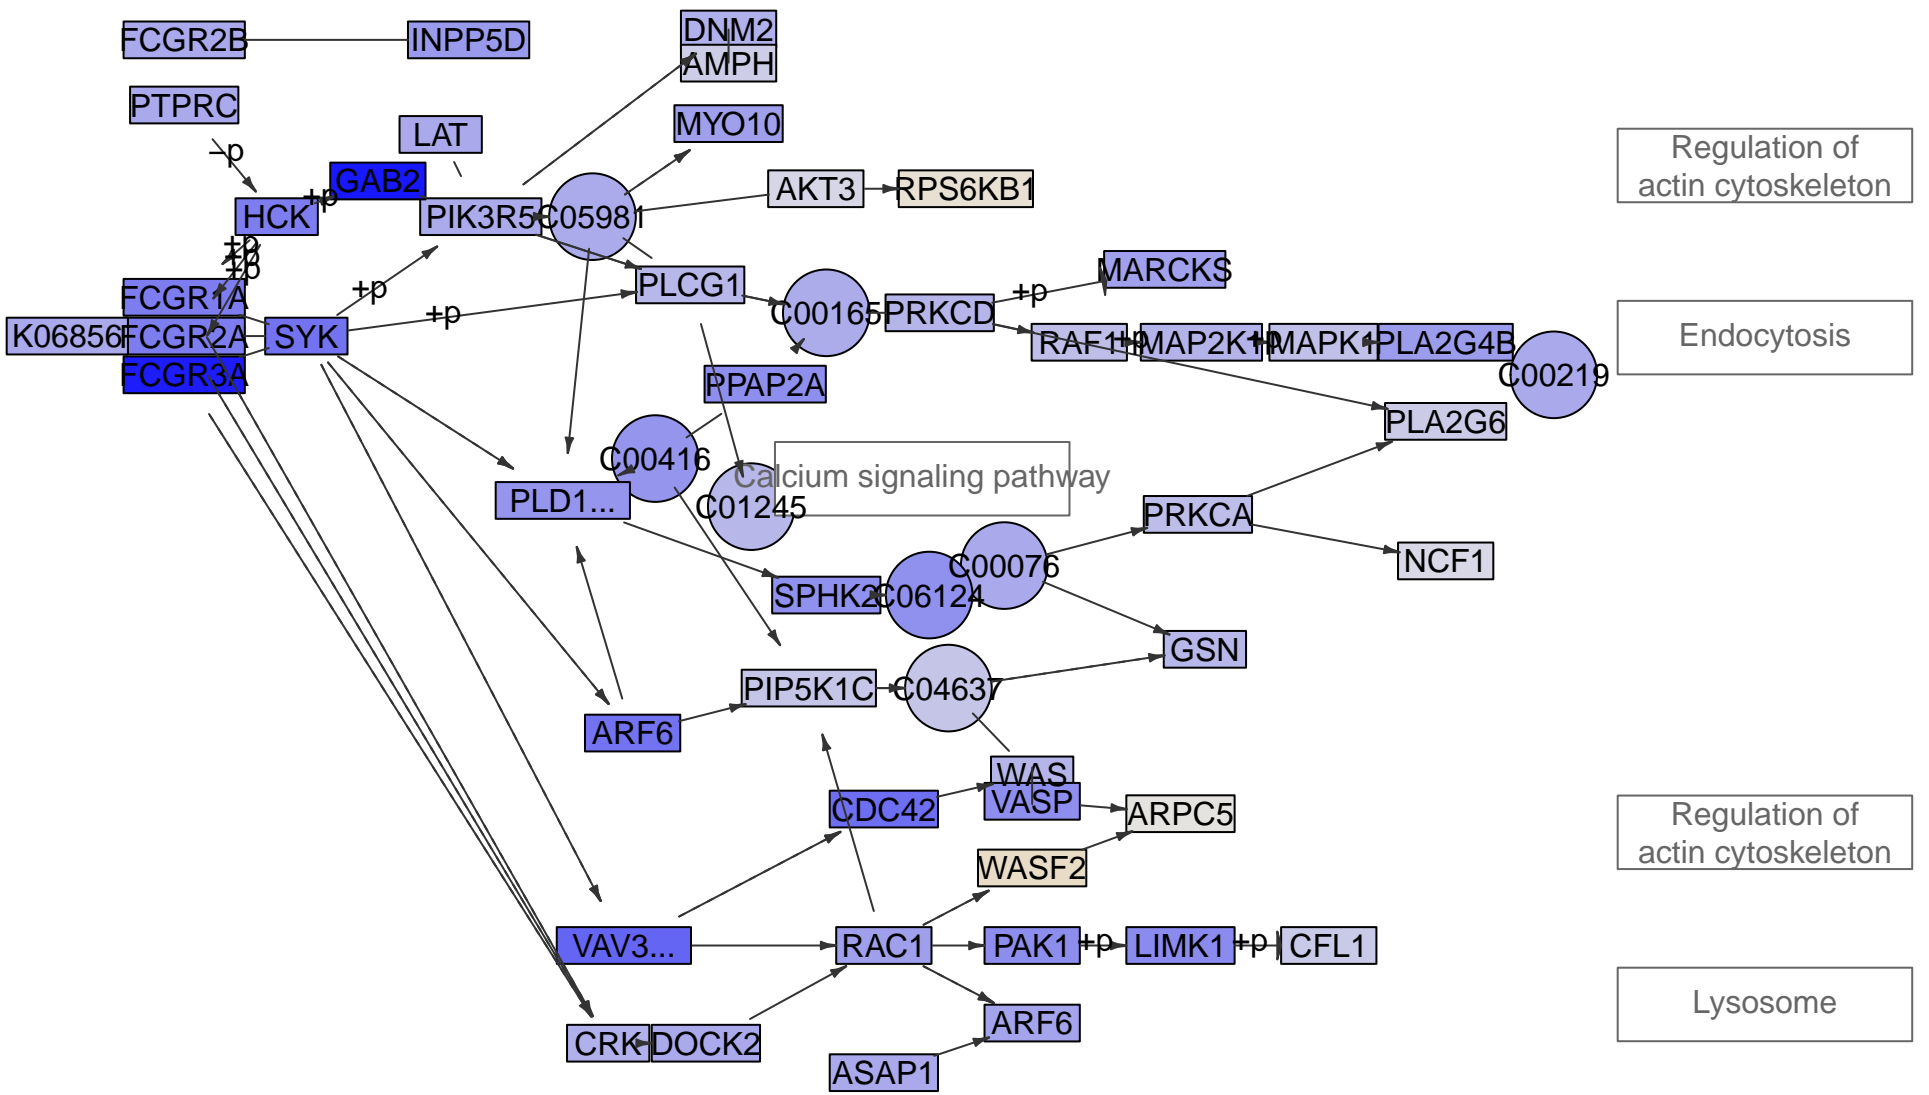 FCGR2B
INPP5D
DNM2
AMPH
PTPRC
LAT
MYO10
Regulation of
actin cytoskeleton
–p
GAB2
+p
HCK
PIK3R5
C05981
AKT3
RPS6KB1
+p
+p
+p
FCGR1A
K06856
FCGR2A
FCGR3A
SYK
+p
+p
PLCG1
C00165
PRKCD
+p
MARCKS
RAF1
+p
MAP2K1
+p
MAPK1
PLA2G4B
C00219
Endocytosis
PPAP2A
PLA2G6
C00416
Calcium signaling pathway
PLD1...
C01245
PRKCA
NCF1
SPHK2
C06124
C00076
GSN
PIP5K1C
C04637
ARF6
WAS
VASP
CDC42
ARPC5
WASF2
Regulation of
actin cytoskeleton
VAV3...
RAC1
PAK1
+p
LIMK1
+p
CFL1
Lysosome
ARF6
CRK
DOCK2
ASAP1